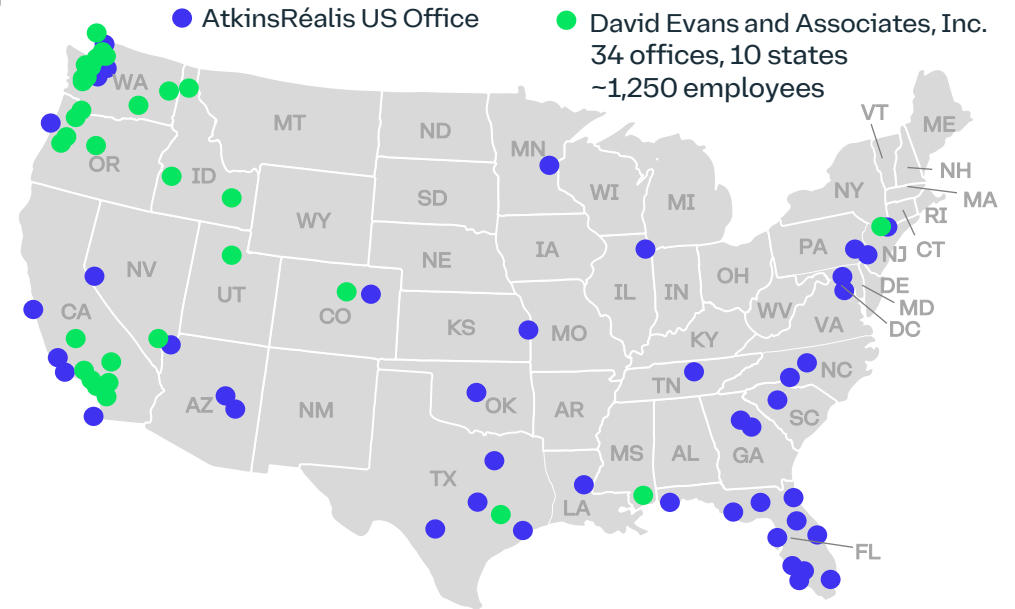 AtkinsRéalis US Office
David Evans and Associates, Inc.
34 offices, 10 states
~1,250 employees
WA
MT
ND
MN
VT
ME
OR
ID
SD
WI
MI
NY
NH
MA
WY
RI
NV
NE
IA
PA
NJ
CT
UT
IL
IN
OH
DE
CA
CO
KS
MO
WV
VA
MD
DC
KY
AZ
NM
OK
AR
TN
NC
SC
TX
LA
MS
AL
GA
FL